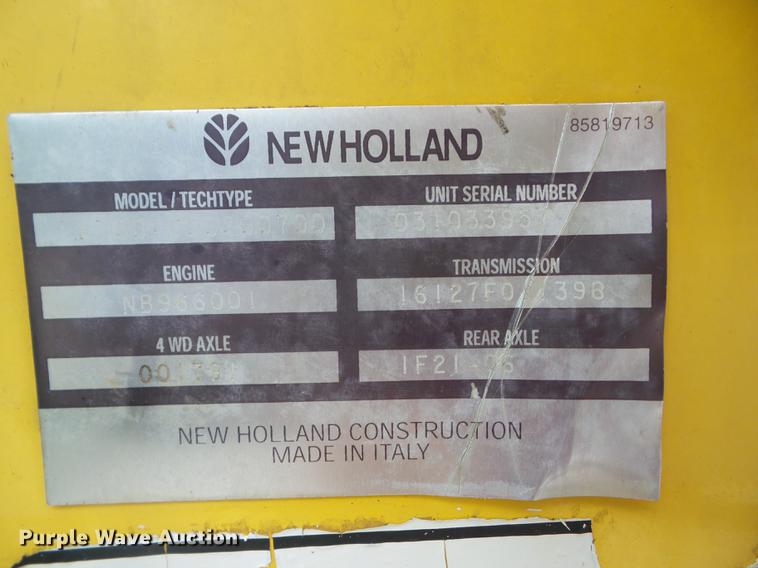 85819713
NEW HOLLAND
MODEL / TECHTYPE
UNIT SERIAL NUMBER
ENGINE
TRANSMISSION
NB966001
4 WD AXLE
REAR AXLE
NEW HOLLAND CONSTRUCTION
MADE IN ITALY
Purple Wave Auction